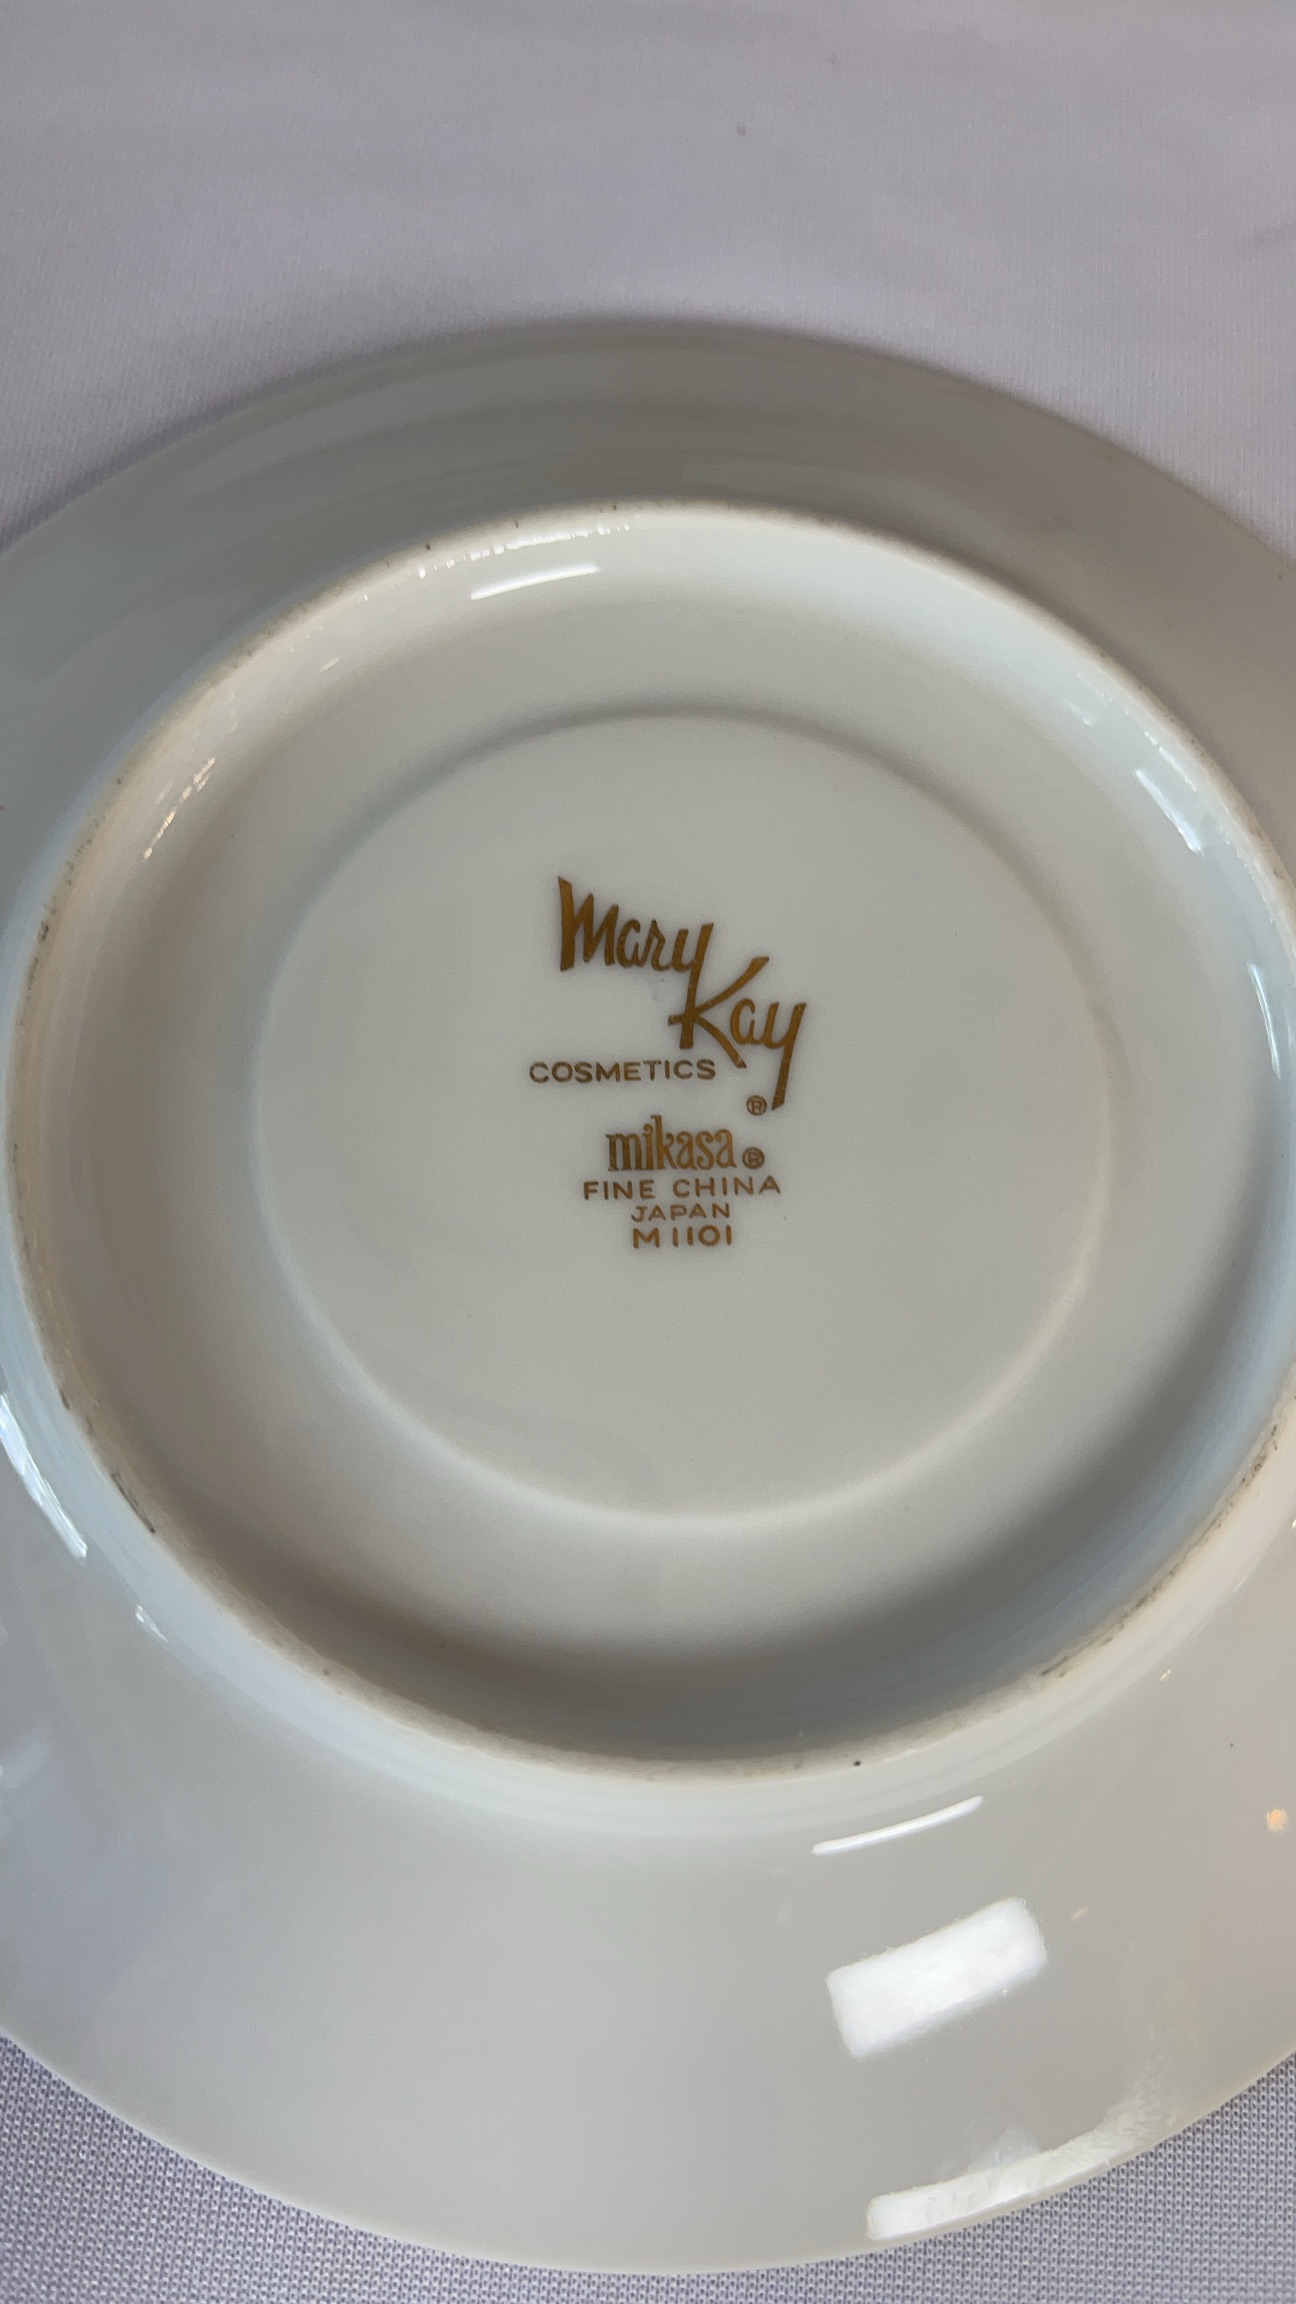 Mary
Kay
COSMETICS
®
mikasa®
FINE CHINA
JAPAN
M1101